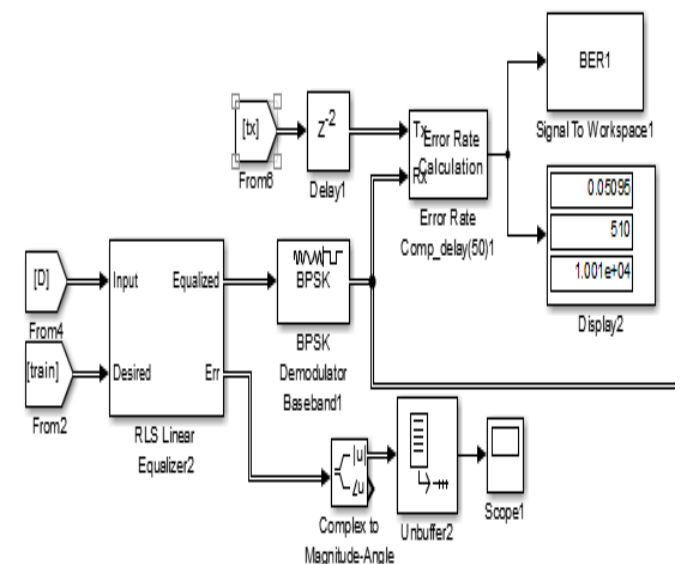 BER1
Signal To Workspace1
[tx]
From6
Z-2
Delay1
Tx
Rx
Error Rate
Calculation
Error Rate
Comp_delay(50)1
0.05095
510
1.001e+04
Display2
[D]
From4
[train]
From2
Input
Equalized
Desired
Err
RLS Linear
Equalizer2
BPSK
BPSK
Demodulator
Baseband1
|u|
∠u
Complex to
Magnitude-Angle
Unbuffer2
Scope1